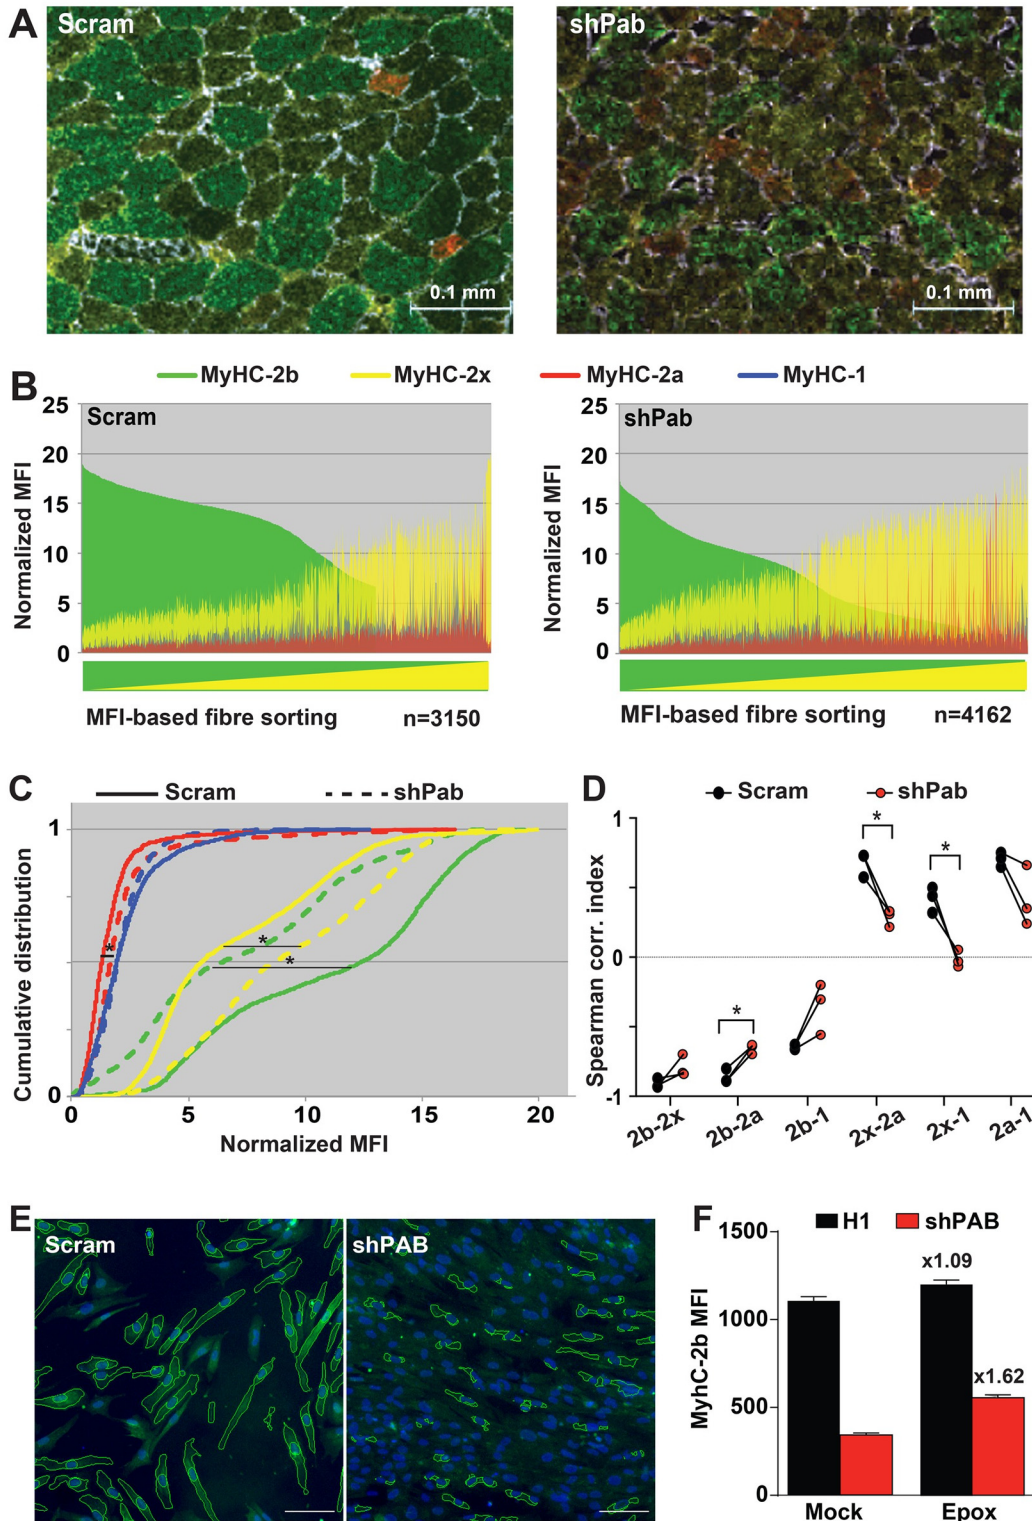 A
Scram
0.1 mm
shPab
0.1 mm
B
MyHC-2b
MyHC-2x
MyHC-2a
MyHC-1
Normalized MFI
25
20
15
10
5
0
Scram
MFI-based fibre sorting
n=3150
Normalized MFI
25
20
15
10
5
0
shPab
MFI-based fibre sorting
n=4162
C
Scram
shPab
Cumulative distribution
1
0
*
*
*
0
5
10
15
20
Normalized MFI
D
Scram
shPab
Spearman corr. index
1
0
-1
*
*
*
2b-2x
2b-2a
2b-1
2x-2a
2x-1
2a-1
E
Scram
shPAB
F
H1
shPAB
MyhC-2b MFI
1500
1000
500
0
x1.09
x1.62
Mock
Epox